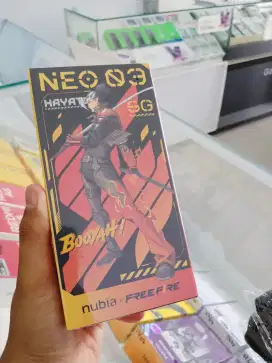 NEO 03
HAYATO
5G
BOOYAH!
nubia × FREE FIRE